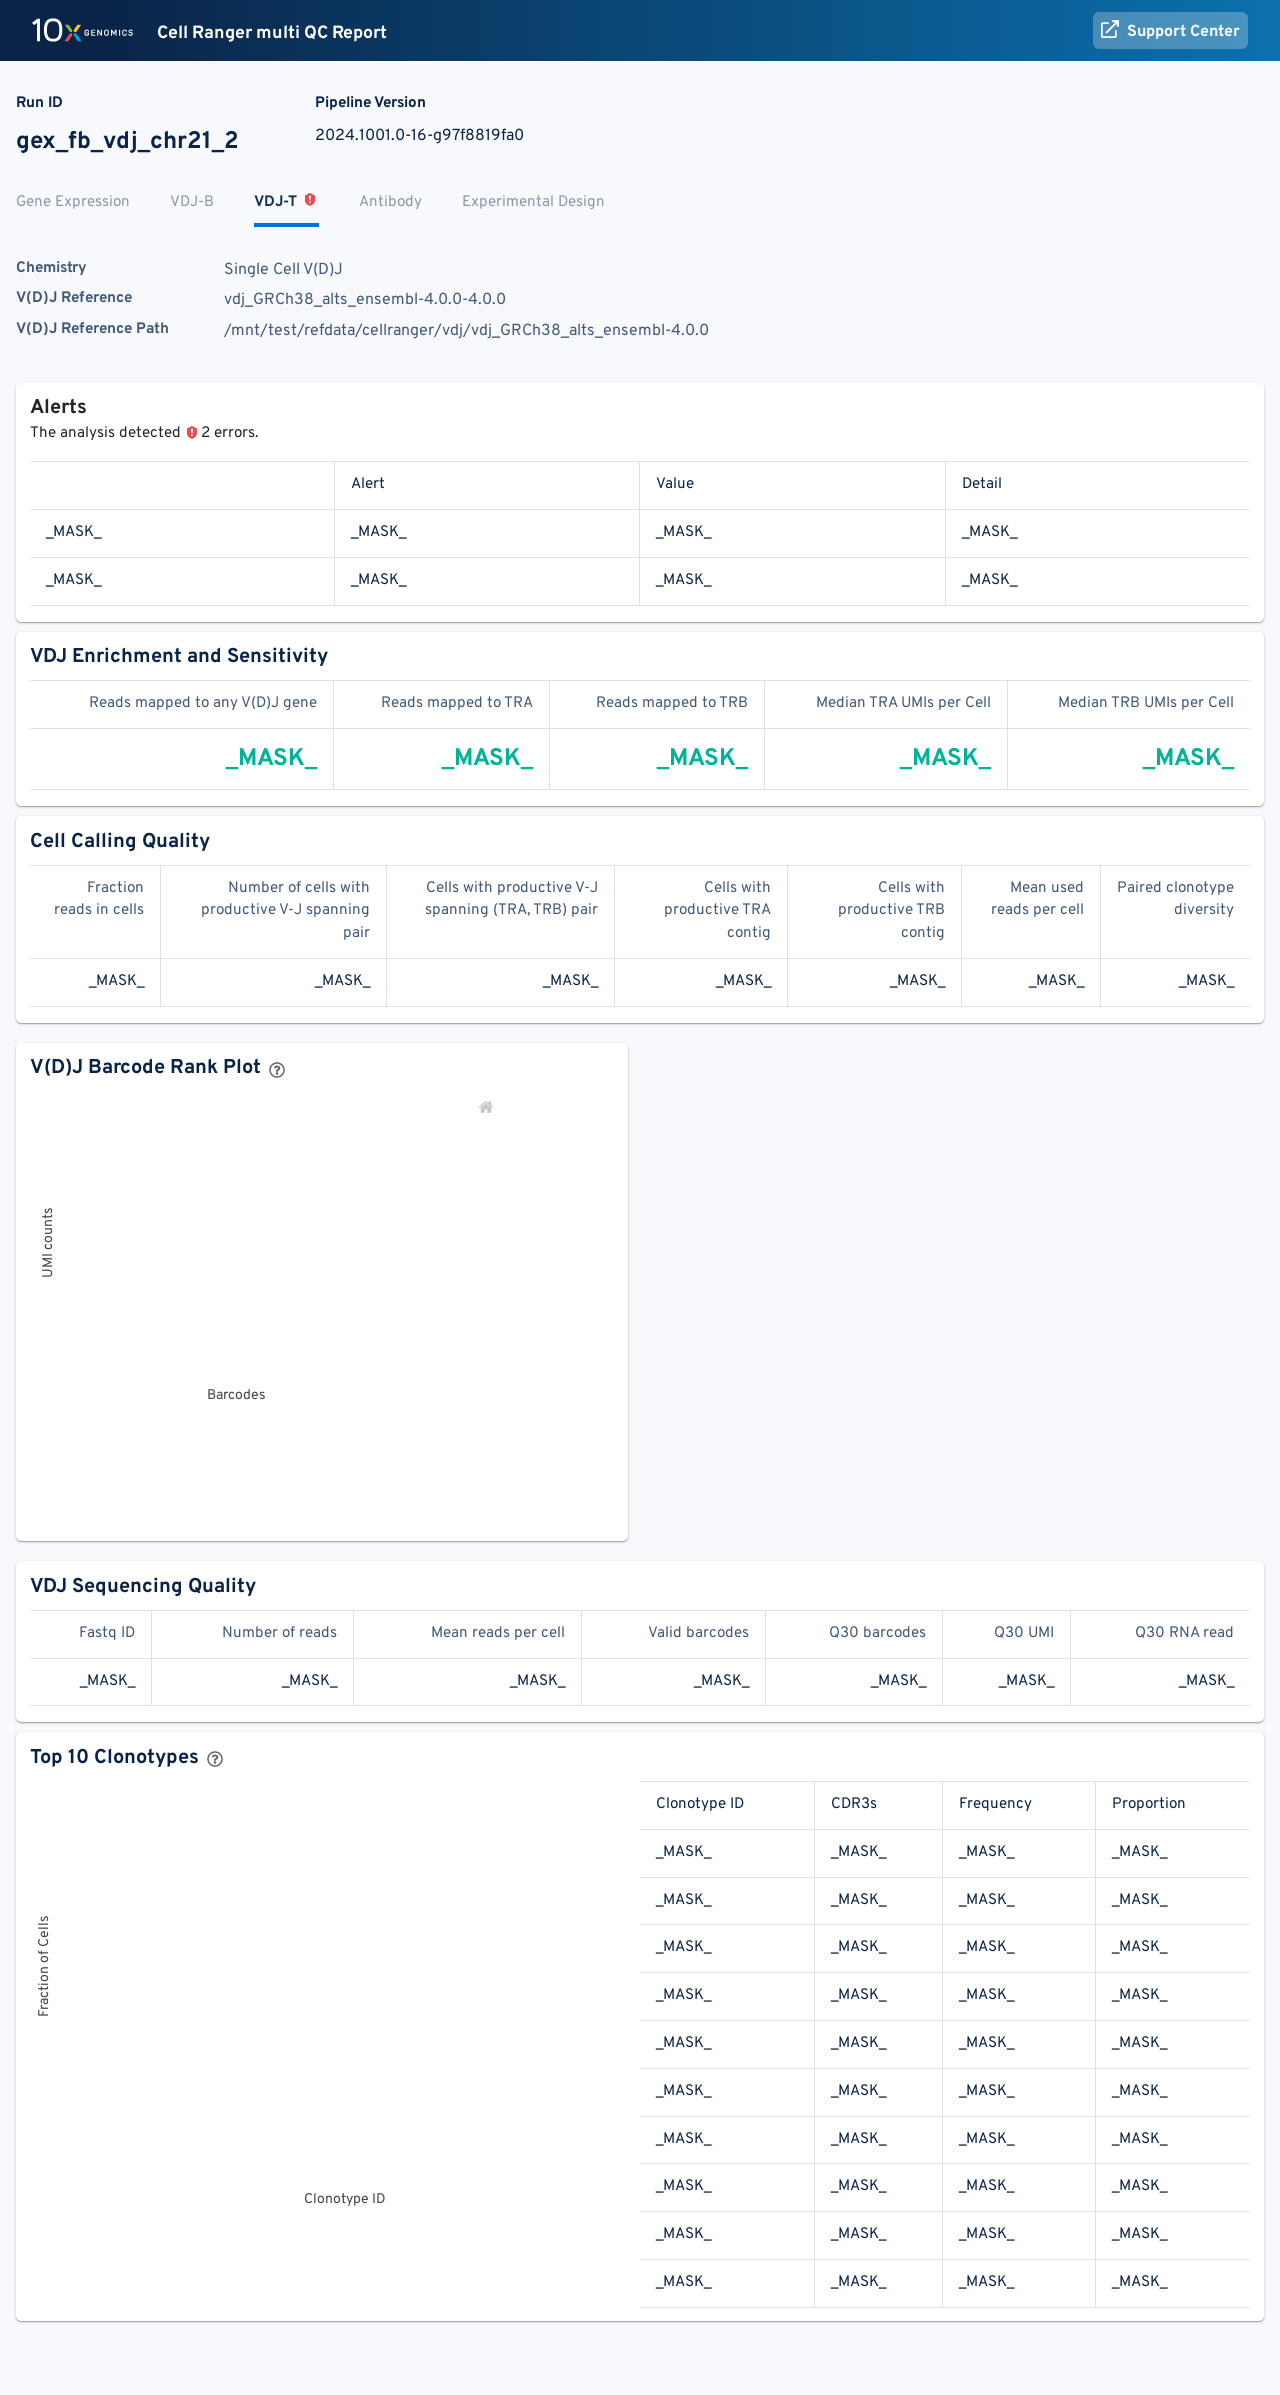 10x GENOMICS Cell Ranger multi QC Report Support Center
Run ID Pipeline Version
gex_fb_vdj_chr21_2 2024.1001.0-16-g97f8819fa0
Gene Expression VDJ-B VDJ-T Antibody Experimental Design
Chemistry Single Cell V(D)J
V(D)J Reference vdj_GRCh38_alts_ensembl-4.0.0-4.0.0
V(D)J Reference Path /mnt/test/refdata/cellranger/vdj/vdj_GRCh38_alts_ensembl-4.0.0
Alerts
The analysis detected 2 errors.
Alert Value Detail
_MASK_ _MASK_ _MASK_ _MASK_
_MASK_ _MASK_ _MASK_ _MASK_
VDJ Enrichment and Sensitivity
Reads mapped to any V(D)J gene Reads mapped to TRA Reads mapped to TRB Median TRA UMIs per Cell Median TRB UMIs per Cell
_MASK_ _MASK_ _MASK_ _MASK_ _MASK_
Cell Calling Quality
Fraction Number of cells with Cells with productive V-J Cells with Cells with Mean used Paired clonotype
reads in cells productive V-J spanning spanning (TRA, TRB) pair productive TRA productive TRB reads per cell diversity
pair contig contig
_MASK_ _MASK_ _MASK_ _MASK_ _MASK_ _MASK_ _MASK_
V(D)J Barcode Rank Plot
UMI counts
Barcodes
VDJ Sequencing Quality
Fastq ID Number of reads Mean reads per cell Valid barcodes Q30 barcodes Q30 UMI Q30 RNA read
_MASK_ _MASK_ _MASK_ _MASK_ _MASK_ _MASK_ _MASK_
Top 10 Clonotypes
Fraction of Cells
Clonotype ID
Clonotype ID CDR3s Frequency Proportion
_MASK_ _MASK_ _MASK_ _MASK_
_MASK_ _MASK_ _MASK_ _MASK_
_MASK_ _MASK_ _MASK_ _MASK_
_MASK_ _MASK_ _MASK_ _MASK_
_MASK_ _MASK_ _MASK_ _MASK_
_MASK_ _MASK_ _MASK_ _MASK_
_MASK_ _MASK_ _MASK_ _MASK_
_MASK_ _MASK_ _MASK_ _MASK_
_MASK_ _MASK_ _MASK_ _MASK_
_MASK_ _MASK_ _MASK_ _MASK_